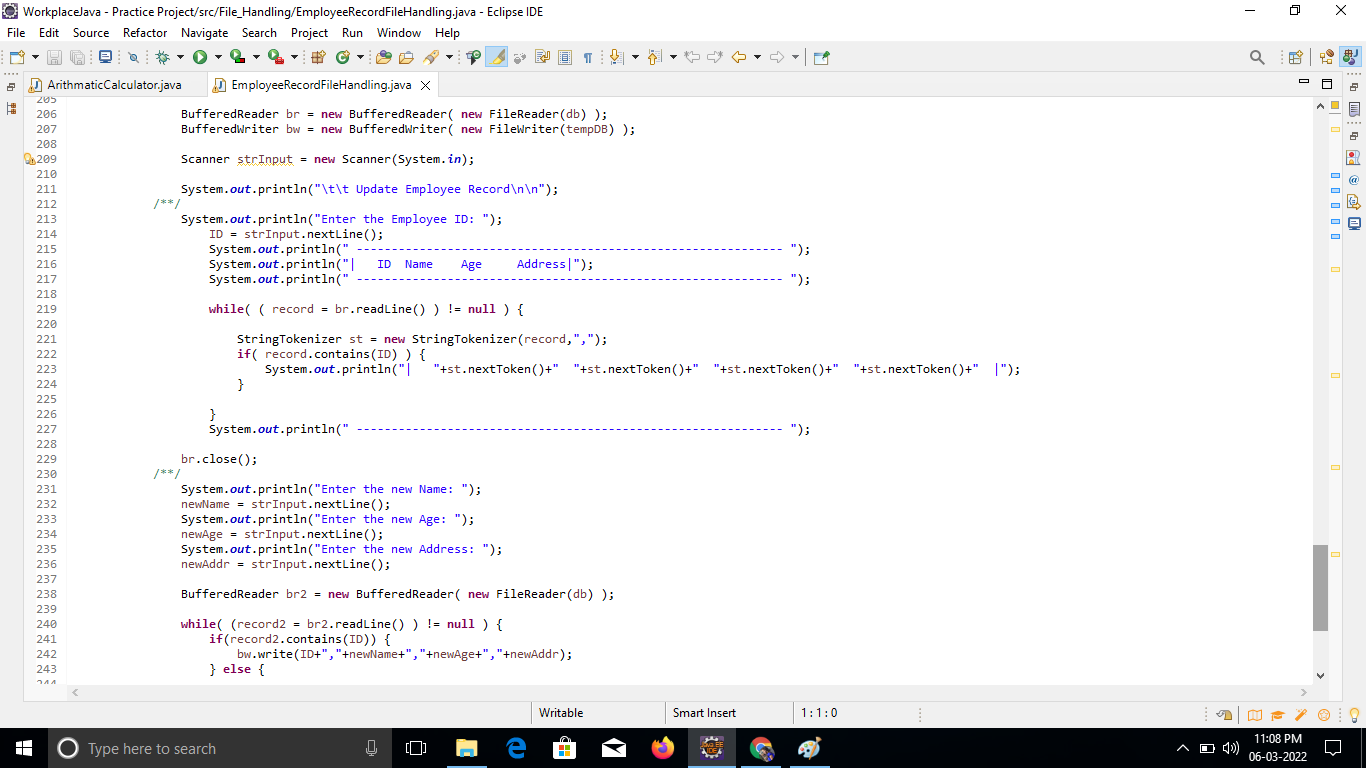 WorkplaceJava - Practice Project/src/File_Handling/EmployeeRecordFileHandling.java - Eclipse IDE
File Edit Source Refactor Navigate Search Project Run Window Help
ArithmaticCalculator.java EmployeeRecordFileHandling.java
205
206 BufferedReader br = new BufferedReader( new FileReader(db) );
207 BufferedWriter bw = new BufferedWriter( new FileWriter(tempDB) );
208
209 Scanner strInput = new Scanner(System.in);
210
211 System.out.println("\t\t Update Employee Record\n\n");
212 /**/
213 System.out.println("Enter the Employee ID: ");
214 ID = strInput.nextLine();
215 System.out.println(" ------------------------------------------------------------- ");
216 System.out.println("|   ID  Name    Age     Address|");
217 System.out.println(" ------------------------------------------------------------- ");
218
219 while( ( record = br.readLine() ) != null ) {
220
221 StringTokenizer st = new StringTokenizer(record,",");
222 if( record.contains(ID) ) {
223 System.out.println("|   "+st.nextToken()+"  "+st.nextToken()+"  "+st.nextToken()+"  "+st.nextToken()+"  |");
224 }
225
226 }
227 System.out.println(" ------------------------------------------------------------- ");
228
229 br.close();
230 /**/
231 System.out.println("Enter the new Name: ");
232 newName = strInput.nextLine();
233 System.out.println("Enter the new Age: ");
234 newAge = strInput.nextLine();
235 System.out.println("Enter the new Address: ");
236 newAddr = strInput.nextLine();
237
238 BufferedReader br2 = new BufferedReader( new FileReader(db) );
239
240 while( (record2 = br2.readLine() ) != null ) {
241 if(record2.contains(ID)) {
242 bw.write(ID+","+newName+","+newAge+","+newAddr);
243 } else {
244
Writable Smart Insert 1 : 1 : 0
Type here to search
11:08 PM
06-03-2022